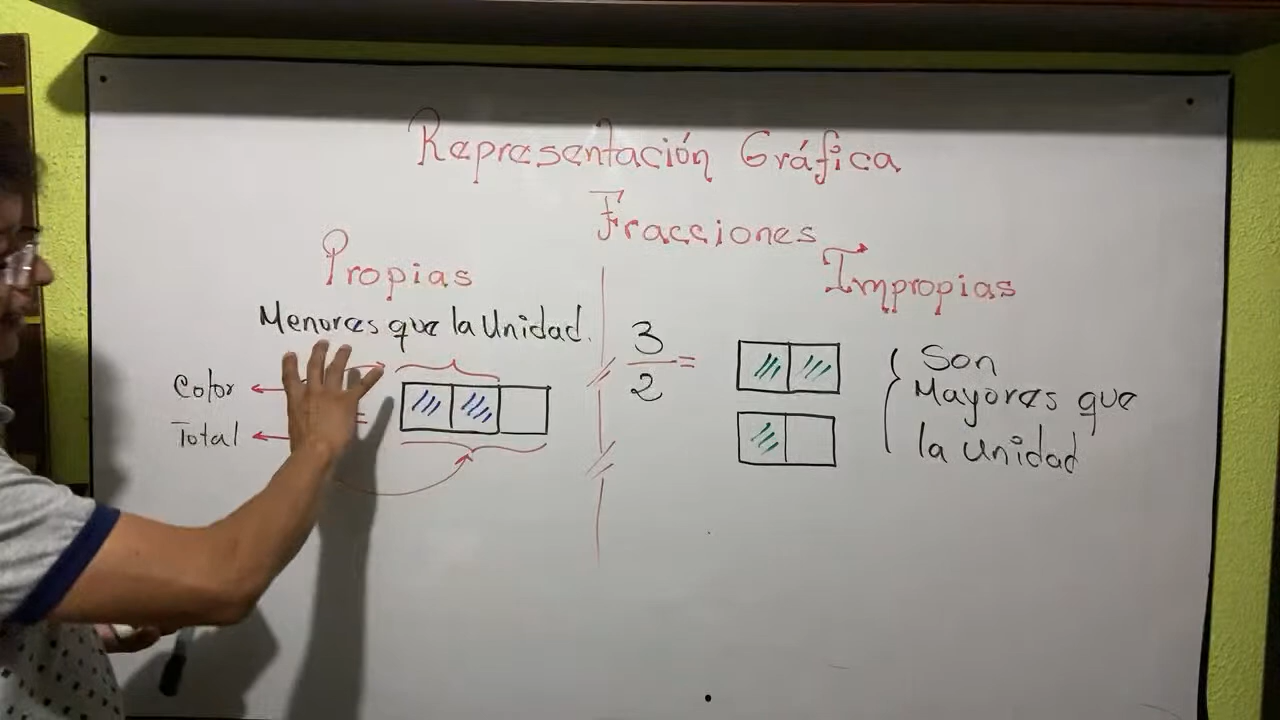 Representación Gráfica
Fracciones
Propias
Menores que la Unidad.
Color
Total
=
Impropias
3
2
=
Son
Mayores que
la unidad